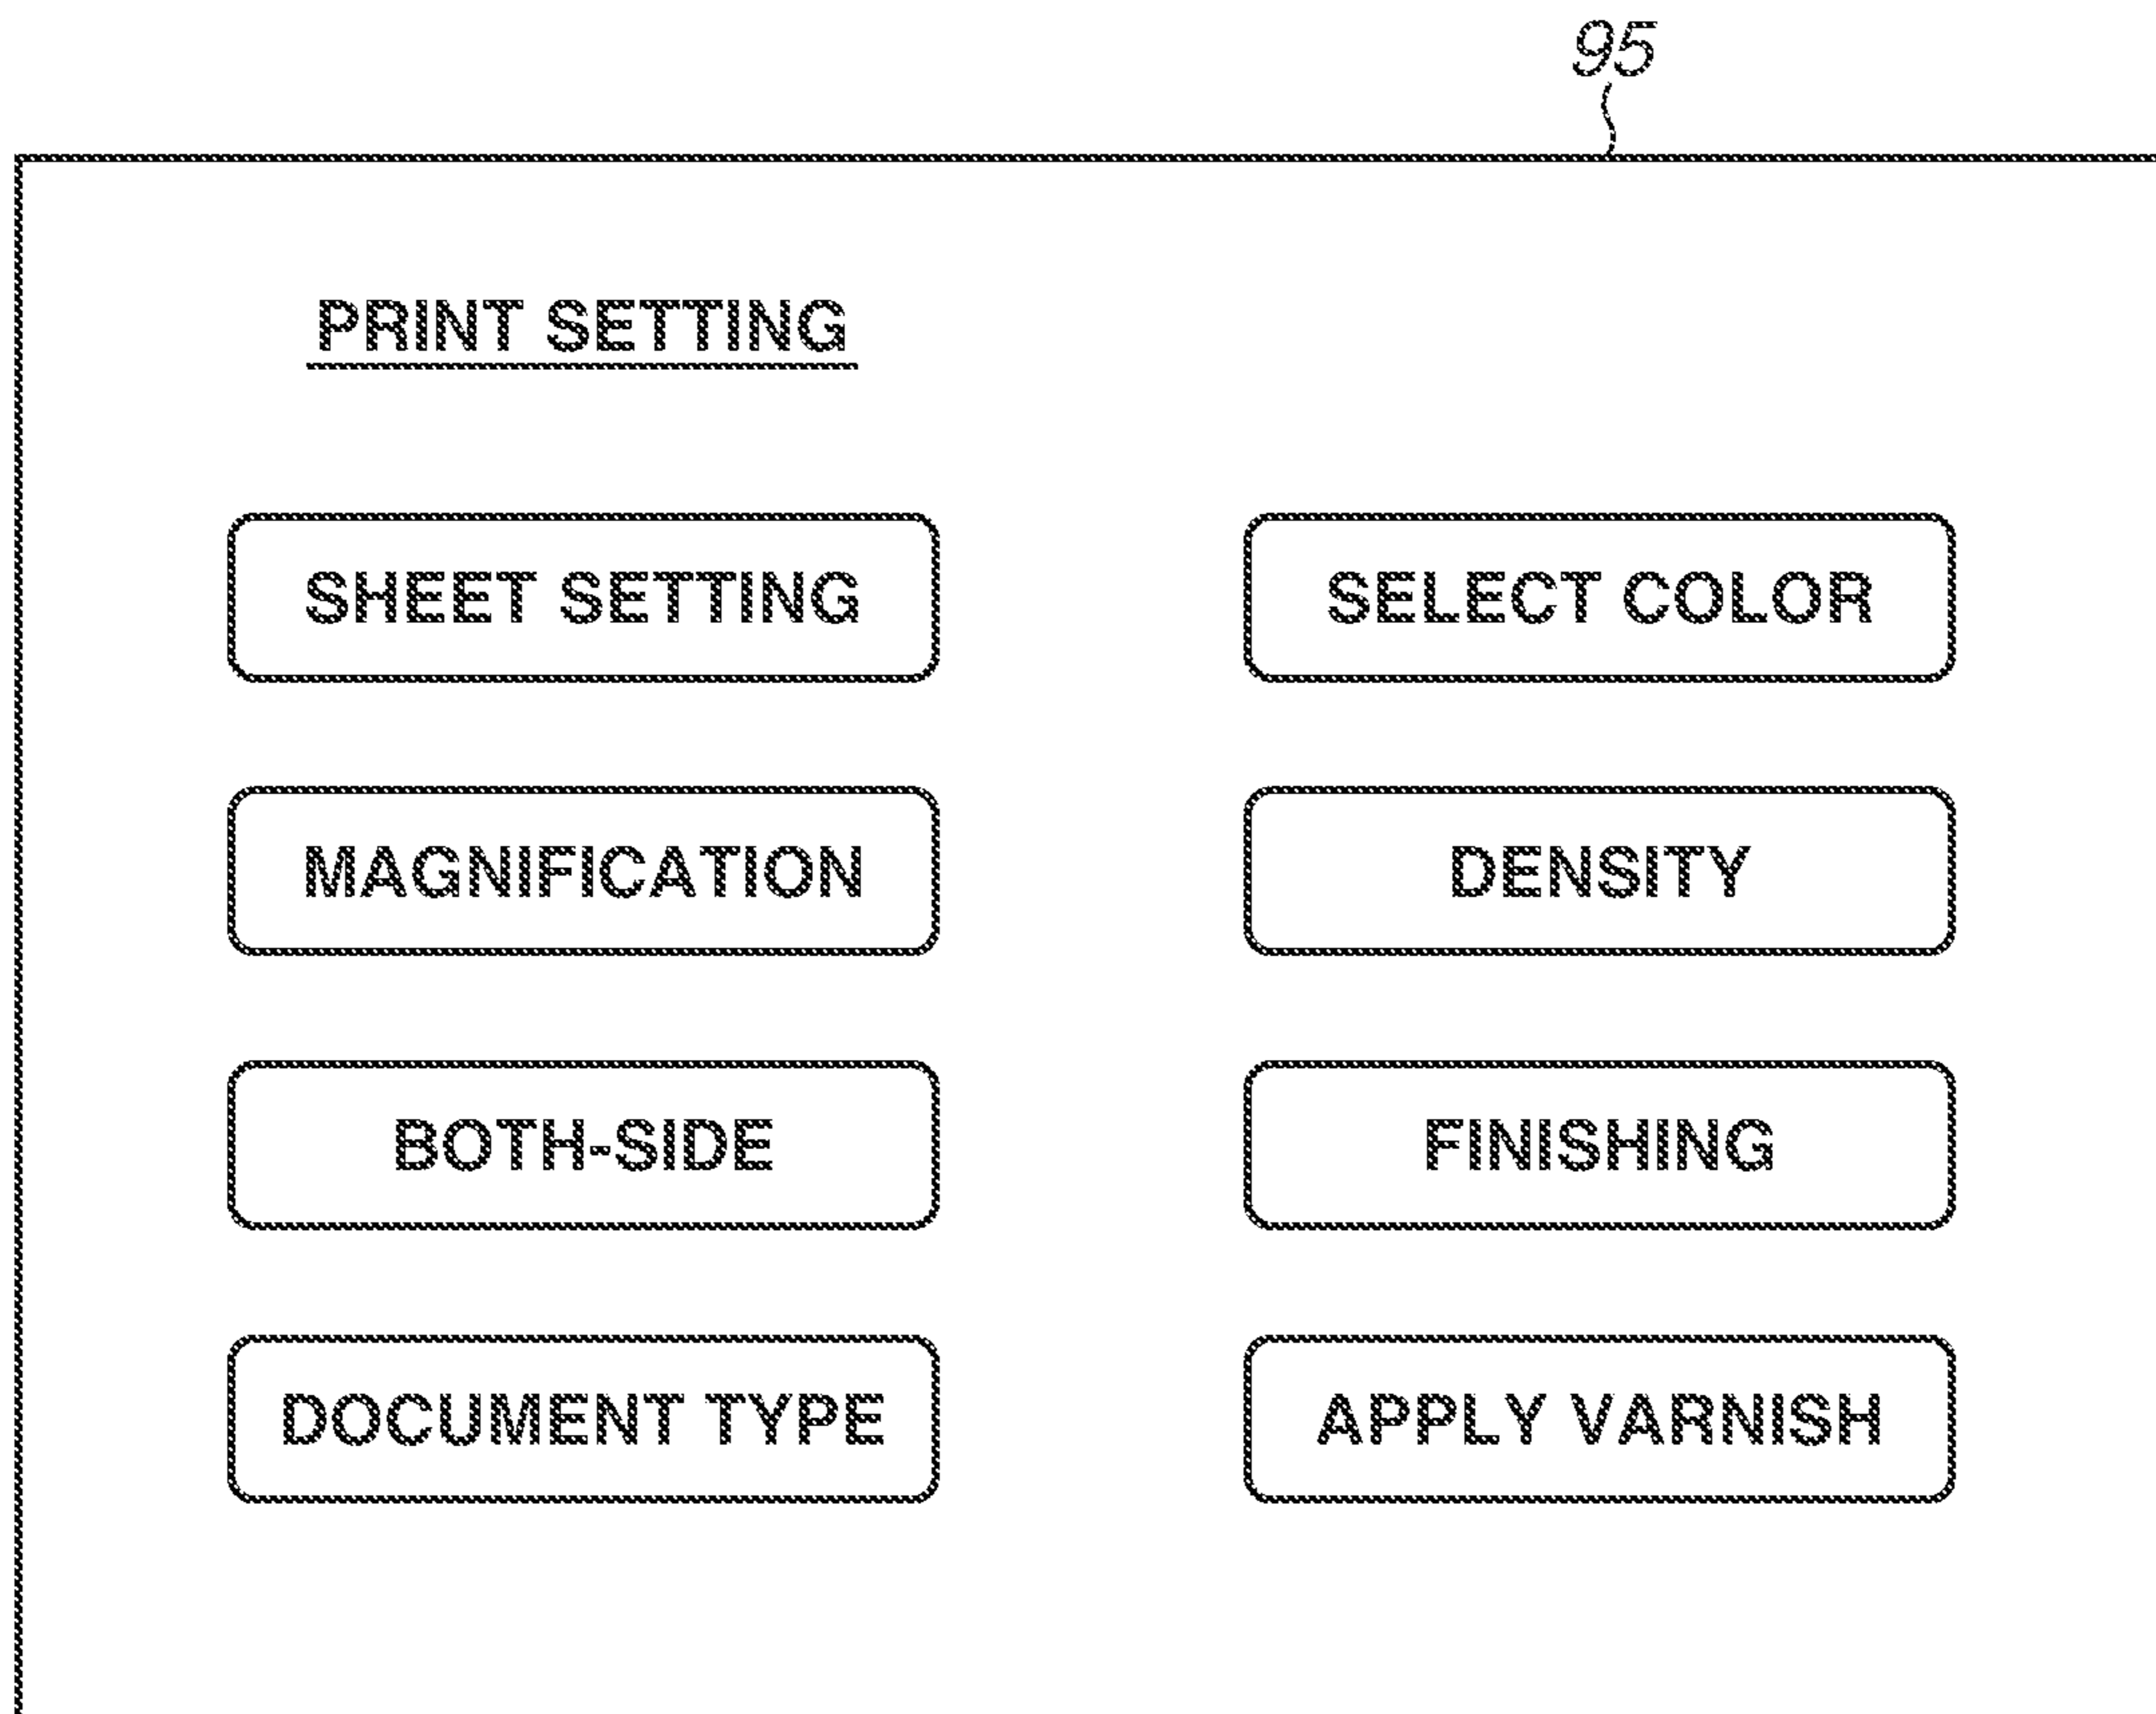 95
PRINT SETTING
SHEET SETTING
SELECT COLOR
MAGNIFICATION
DENSITY
BOTH-SIDE
FINISHING
DOCUMENT TYPE
APPLY VARNISH